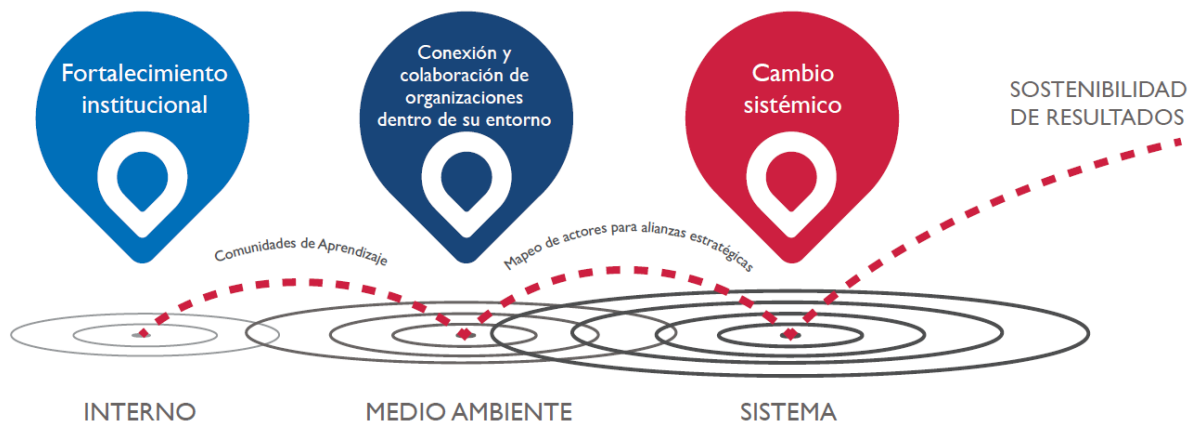 Fortalecimiento
institucional
Conexión y
colaboración de
organizaciones
dentro de su entorno
Cambio
sistémico
SOSTENIBILIDAD
DE RESULTADOS
Comunidades de Aprendizaje
Mapeo de actores para alianzas estratégicas
INTERNO
MEDIO AMBIENTE
SISTEMA